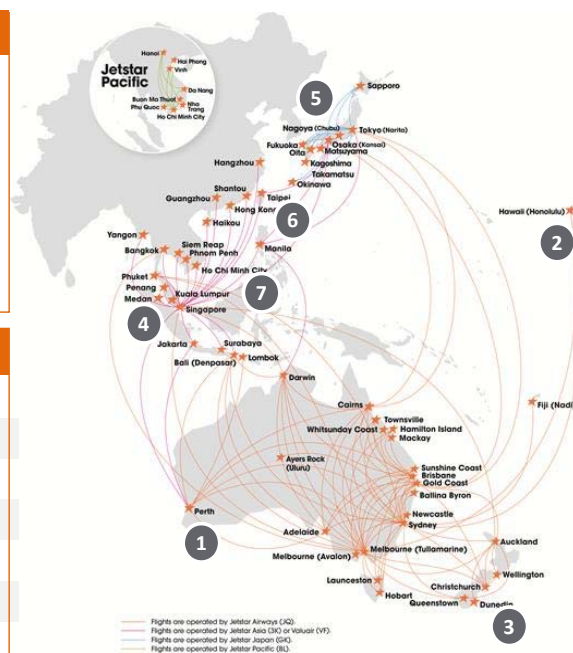 Hanoi
Hai Phong
Vinh
Jetstar
Pacific
Da Nang
Buon Ma Thuot
Phu Quoc
Nha
Trang
Ho Chi Minh City
Sapporo
5
Nagoya (Chubu)
Tokyo (Narita)
Fukuoka
Osaka (Kansai)
Oita
Matsuyama
Hangzhou
Kagoshima
Takamatsu
Okinawa
Shantou
Taipei
Guangzhou
Hong Kong
6
Hawaii (Honolulu)
2
Haikou
Yangon
Manila
Siem Reap
Bangkok
Phnom Penh
Ho Chi Minh City
Phuket
7
Penang
Kuala Lumpur
Medan
Singapore
4
Surabaya
Jakarta
Lombok
Bali (Denpasar)
Darwin
Cairns
Fiji (Nadi)
Townsville
Whitsunday Coast
Hamilton Island
Mackay
Ayers Rock
(Uluru)
Sunshine Coast
Brisbane
Gold Coast
Ballina Byron
Perth
Newcastle
Sydney
1
Adelaide
Auckland
Melbourne (Avalon)
Melbourne (Tullamarine)
Launceston
Wellington
Christchurch
Hobart
Queenstown
Dunedin
3
Flights are operated by Jetstar Airways (JQ).
Flights are operated by Jetstar Asia (3K) or Valuair (VF).
Flights are operated by Jetstar Japan (GK).
Flights are operated by Jetstar Pacific (BL).